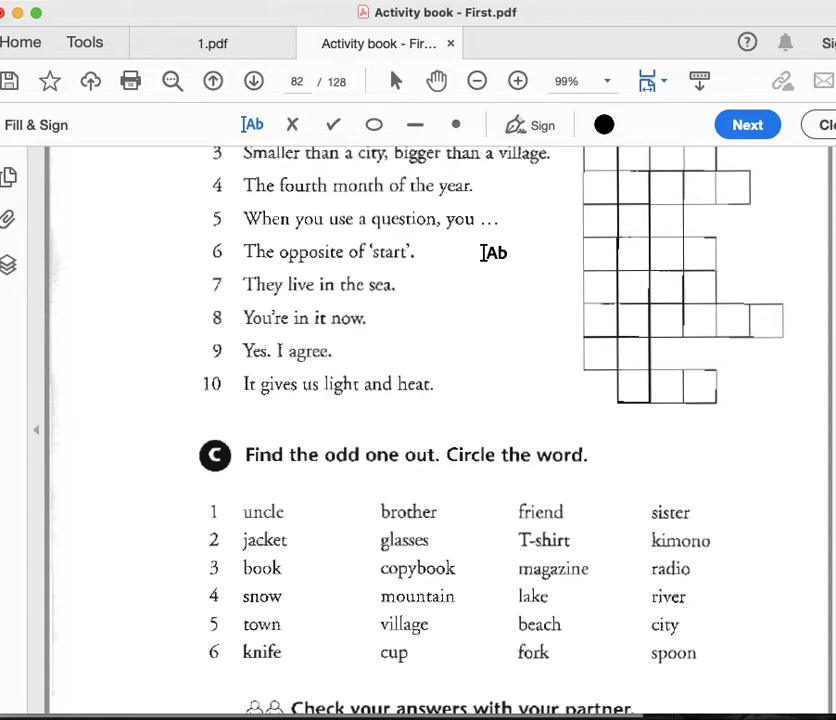 Activity book - First.pdf
Home Tools 1.pdf Activity book - Fir... ×
82 / 128 99%
Fill & Sign Ab Sign Next
3 Smaller than a city, bigger than a village.
4 The fourth month of the year.
5 When you use a question, you ...
6 The opposite of 'start'. Ab
7 They live in the sea.
8 You're in it now.
9 Yes. I agree.
10 It gives us light and heat.
C Find the odd one out. Circle the word.
1 uncle brother friend sister
2 jacket glasses T-shirt kimono
3 book copybook magazine radio
4 snow mountain lake river
5 town village beach city
6 knife cup fork spoon
Check your answers with your partner.